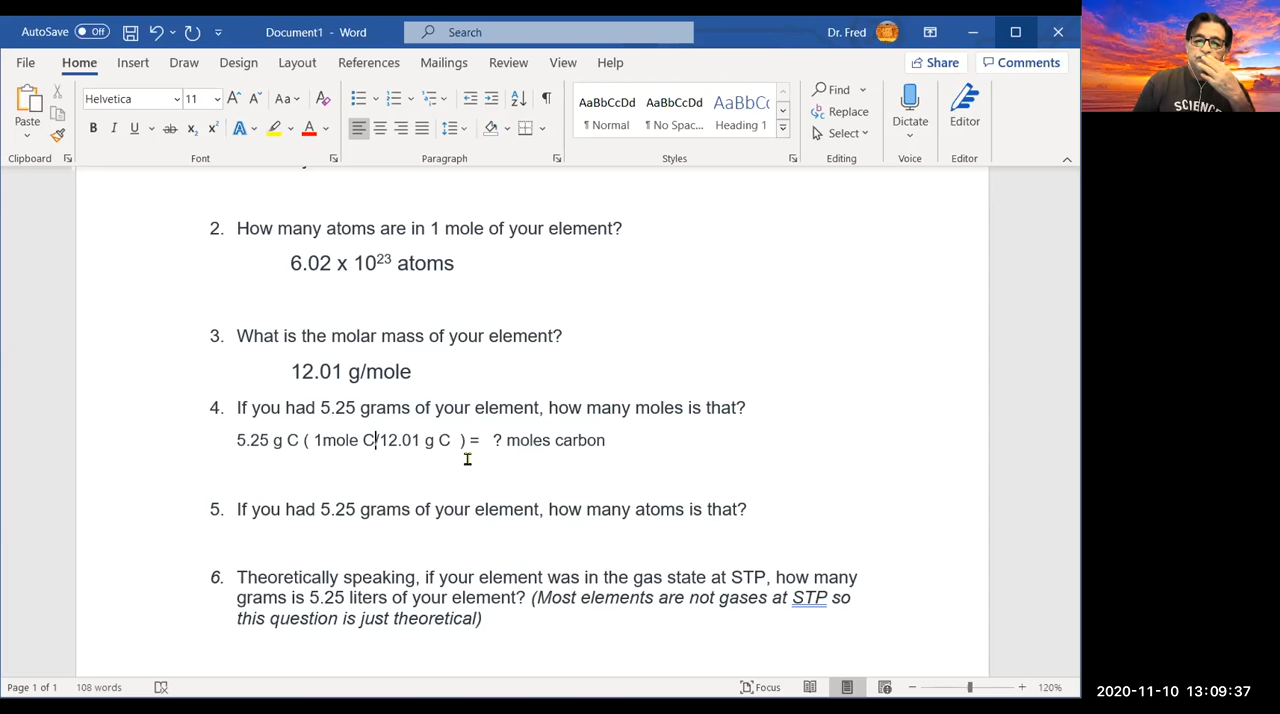 AutoSave Off Document1 - Word Search Dr. Fred
File Home Insert Draw Design Layout References Mailings Review View Help Share Comments
Paste Helvetica 11 Aa
B I U ab x₂ x² A A
AaBbCcDd AaBbCcDd AaBbCc
¶ Normal ¶ No Spac... Heading 1
Find
Replace
Select
Dictate Editor
Clipboard Font Paragraph Styles Editing Voice Editor
2. How many atoms are in 1 mole of your element?
6.02 x 10²³ atoms
3. What is the molar mass of your element?
12.01 g/mole
4. If you had 5.25 grams of your element, how many moles is that?
5.25 g C ( 1mole C/12.01 g C ) = ? moles carbon
5. If you had 5.25 grams of your element, how many atoms is that?
6. Theoretically speaking, if your element was in the gas state at STP, how many
grams is 5.25 liters of your element? (Most elements are not gases at STP so
this question is just theoretical)
Page 1 of 1 108 words Focus 120%
SCIENCE
2020-11-10 13:09:37